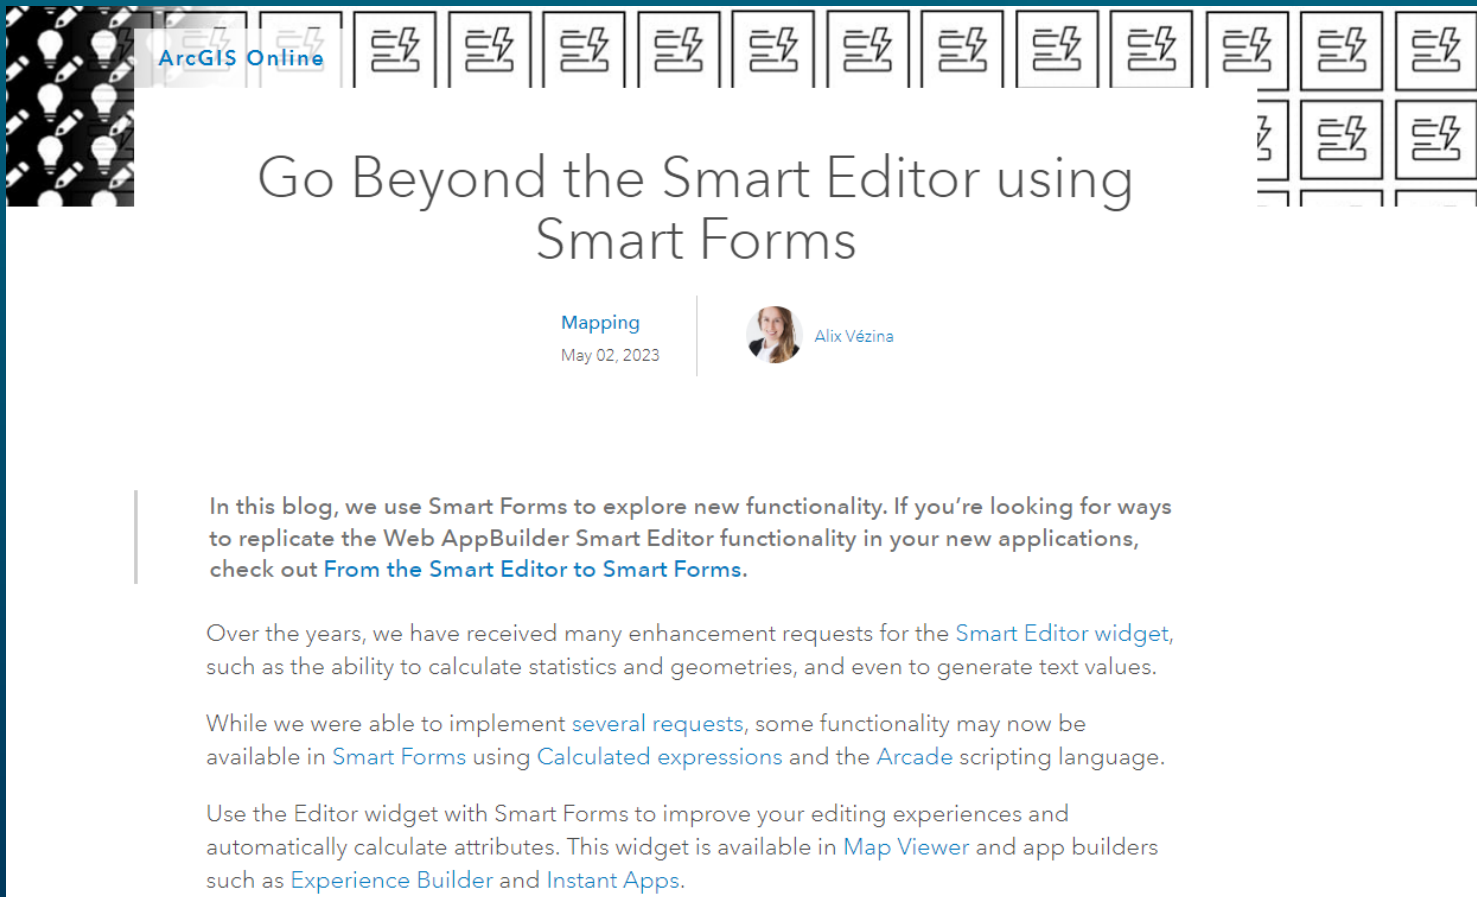 ArcGIS Online
Go Beyond the Smart Editor using
Smart Forms
Mapping
May 02, 2023
Alix Vézina
In this blog, we use Smart Forms to explore new functionality. If you’re looking for ways
to replicate the Web AppBuilder Smart Editor functionality in your new applications,
check out From the Smart Editor to Smart Forms.
Over the years, we have received many enhancement requests for the Smart Editor widget,
such as the ability to calculate statistics and geometries, and even to generate text values.
While we were able to implement several requests, some functionality may now be
available in Smart Forms using Calculated expressions and the Arcade scripting language.
Use the Editor widget with Smart Forms to improve your editing experiences and
automatically calculate attributes. This widget is available in Map Viewer and app builders
such as Experience Builder and Instant Apps.